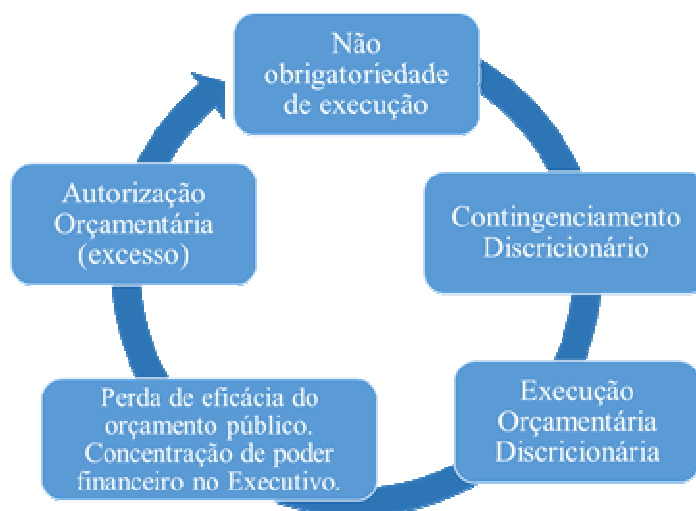 Não
obrigatoriedade
de execução
Contingenciamento
Discricionário
Execução
Orçamentária
Discricionária
Perda de eficácia do
orçamento público.
Concentração de poder
financeiro no Executivo.
Autorização
Orçamentária
(excesso)